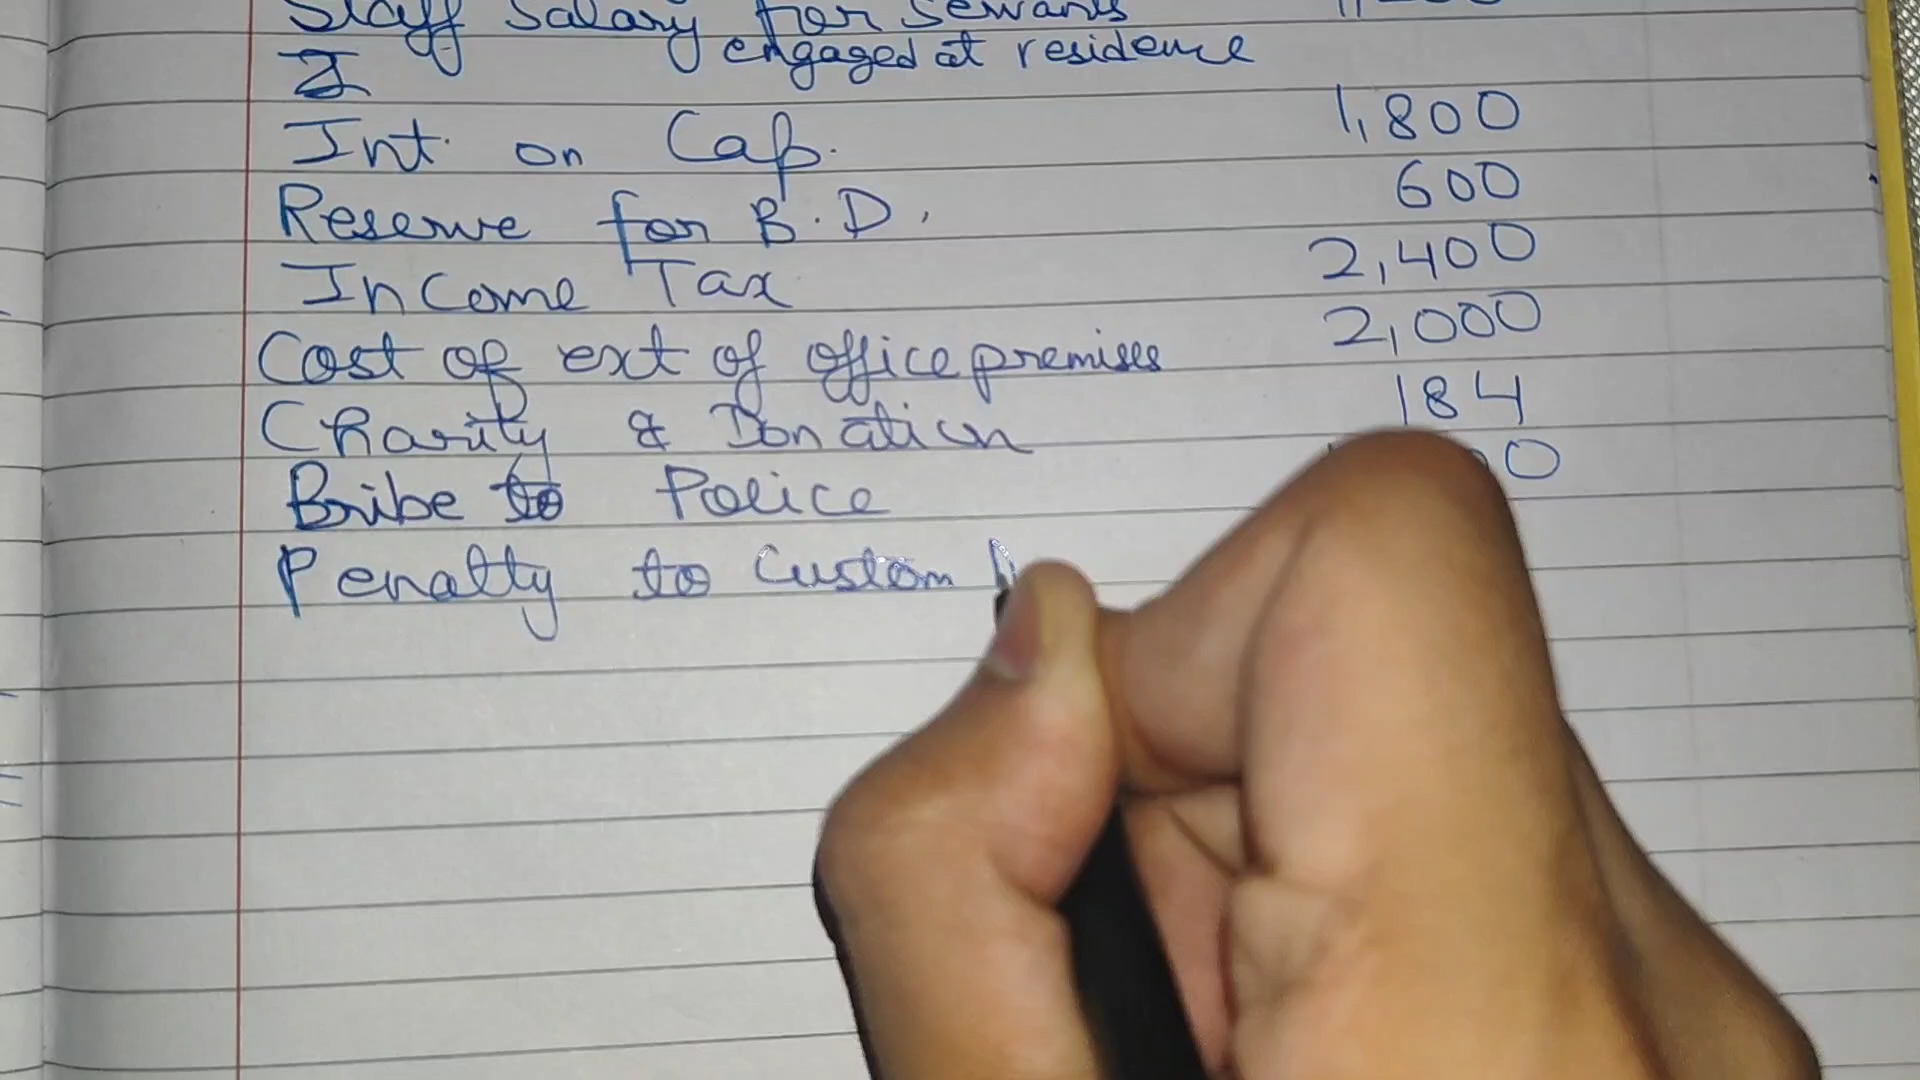 Staff Salary for Servants
engaged at residence
Int. on Cap. 1,800
Reserve for B.D. 600
Income Tax 2,400
Cost of ext of office premises 2,000
Charity & Donation 184
Bribe to Police
Penalty to Custom